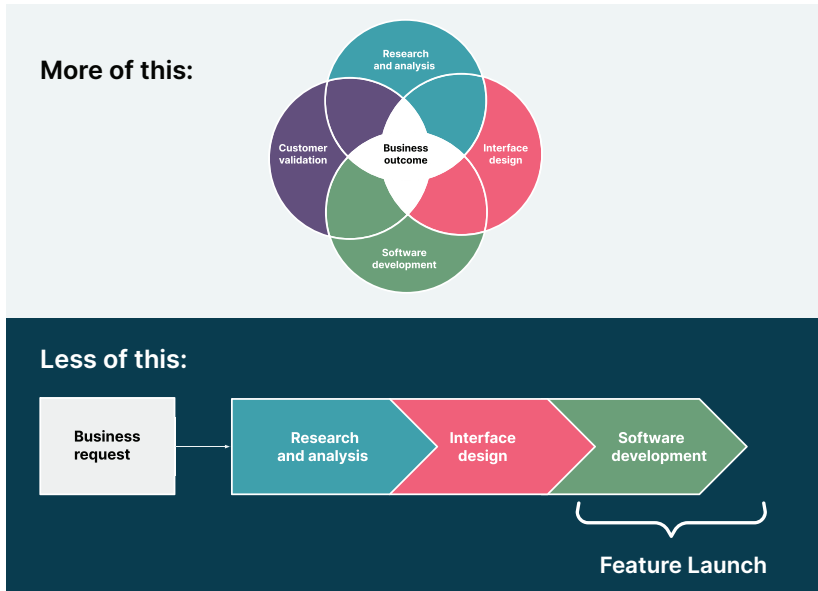 More of this:
Research
and analysis
Customer
validation
Business
outcome
Interface
design
Software
development
Less of this:
Business
request
Research
and analysis
Interface
design
Software
development
Feature Launch